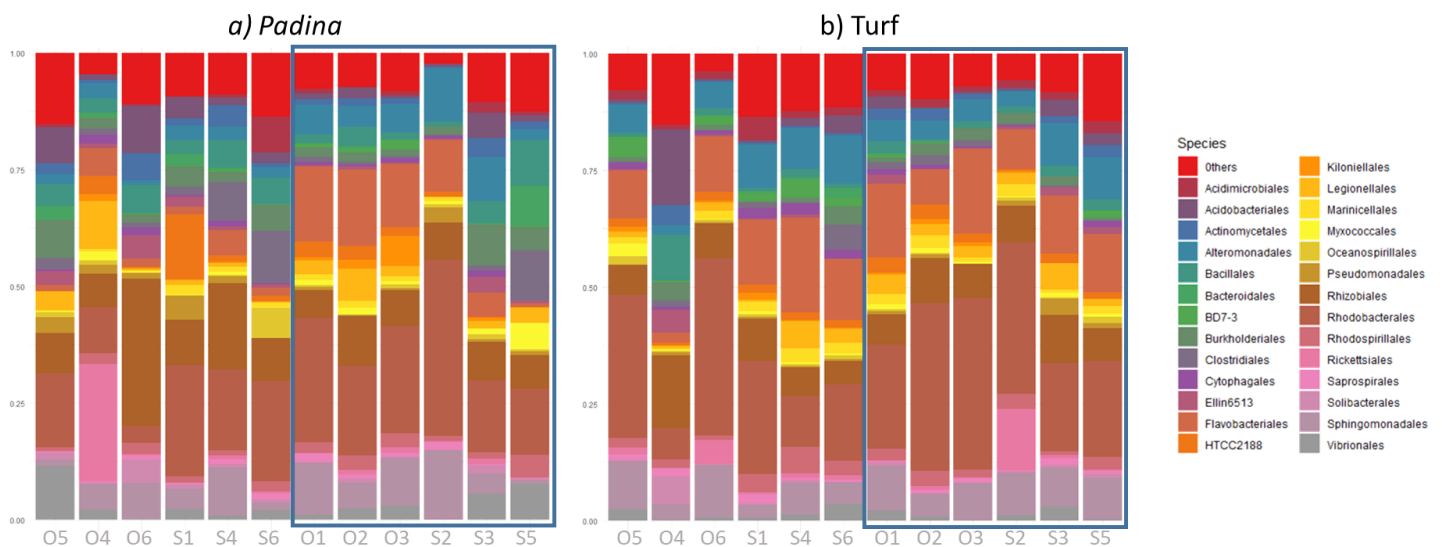 a) Padina
b) Turf
1.00
0.75
0.50
0.25
0.00
O5 O4 O6 S1 S4 S6 O1 O2 O3 S2 S3 S5
1.00
0.75
0.50
0.25
0.00
O5 O4 O6 S1 S4 S6 O1 O2 O3 S2 S3 S5
Species
Others
Acidimicrobiales
Acidobacteriales
Actinomycetales
Alteromonadales
Bacillales
Bacteroidales
BD7-3
Burkholderiales
Clostridiales
Cytophagales
Ellin6513
Flavobacteriales
HTCC2188
Kiloniellales
Legionellales
Marinicellales
Myxococcales
Oceanospirillales
Pseudomonadales
Rhizobiales
Rhodobacterales
Rhodospirillales
Rickettsiales
Saprospirales
Solibacterales
Sphingomonadales
Vibrionales